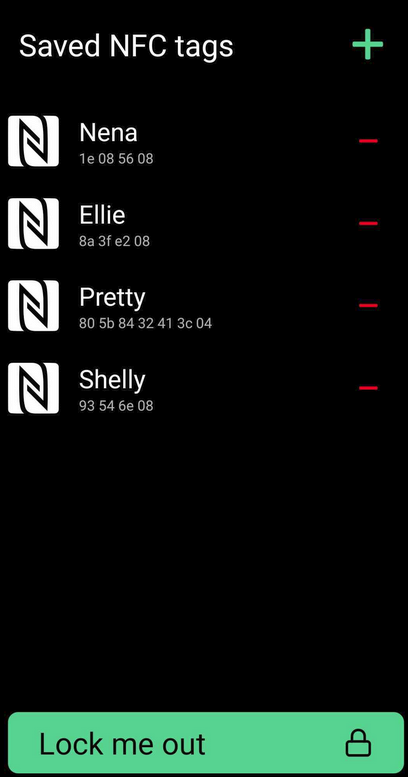 Saved NFC tags
Nena
1e 08 56 08
Ellie
8a 3f e2 08
Pretty
80 5b 84 32 41 3c 04
Shelly
93 54 6e 08
Lock me out